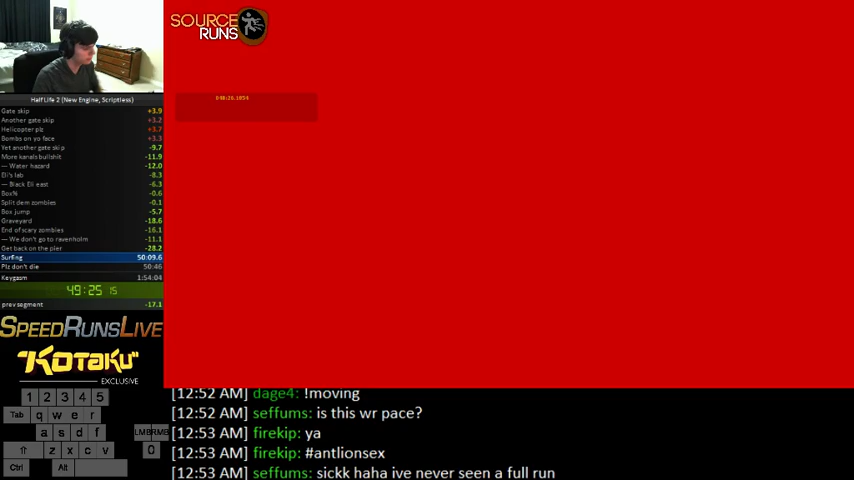 SOURCE
RUNS
Half Life 2 (New Engine, Scriptless)
Gate skip +3.9
Another gate skip +3.2
Helicopter plz +3.7
Bombs on yo face +3.3
Yet another gate skip -9.7
More kanals bullshit -11.9
— Water hazard -12.0
Eli's lab -8.3
— Black Eli east -6.3
Box% -0.6
Split dem zombies -0.1
Box jump -5.7
Graveyard -18.6
End of scary zombies -16.1
— We don't go to ravenholm -11.1
Get back on the pier -28.2
Surfing 50:09.6
Plz don't die 50:46
Keygasm 1:54:04
49:25 15
prev segment -17.1
SPEEDRUNSLIVE
"KOTAKU"
EXCLUSIVE
1 2 3 4 5
Tab q w e r
a s d f LMB RMB
z x c v 0
Ctrl Alt
[12:52 AM] dage4: !moving
[12:52 AM] seffums: is this wr pace?
[12:53 AM] firekip: ya
[12:53 AM] firekip: #antlionsex
[12:53 AM] seffums: sickk haha ive never seen a full run